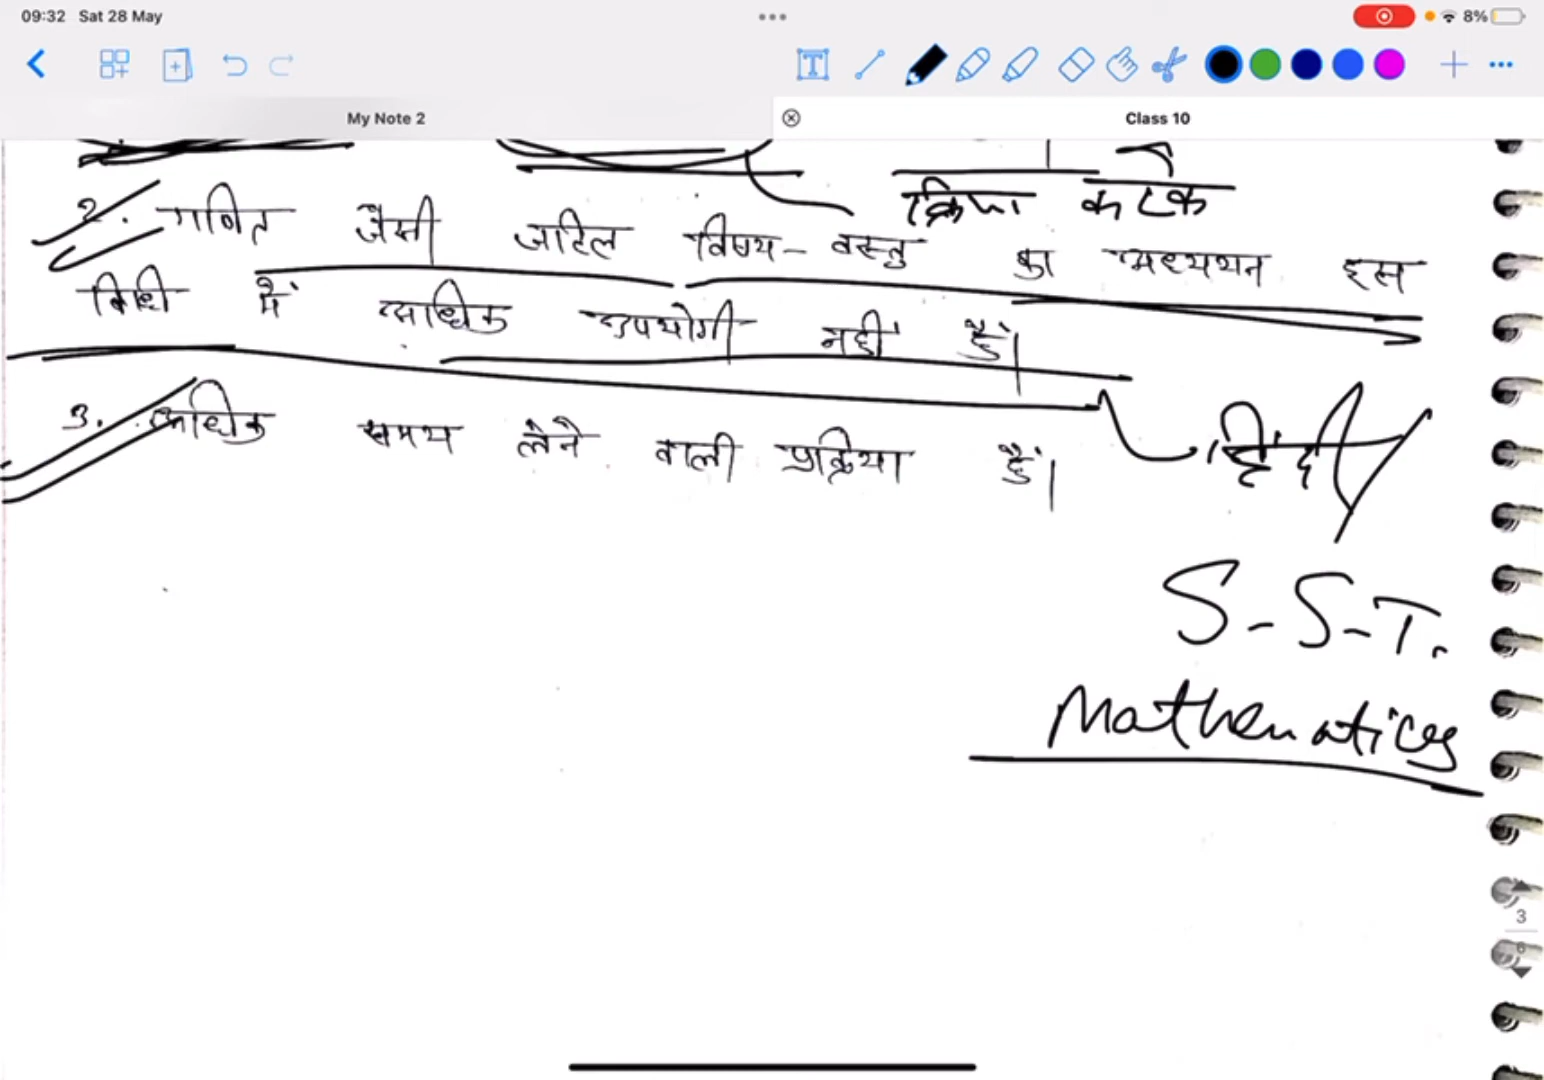 09:32 Sat 28 May
8%
My Note 2
Class 10
क्रिया कारक
2. गणित जैसी जटिल विषय-वस्तु का अध्ययन इस
विधी में अधिक उपयोगी नहीं हैं।
3. अधिक समय लेने वाली प्रक्रिया हैं।
हिंदी
S-S-T.
Mathematics
3
6